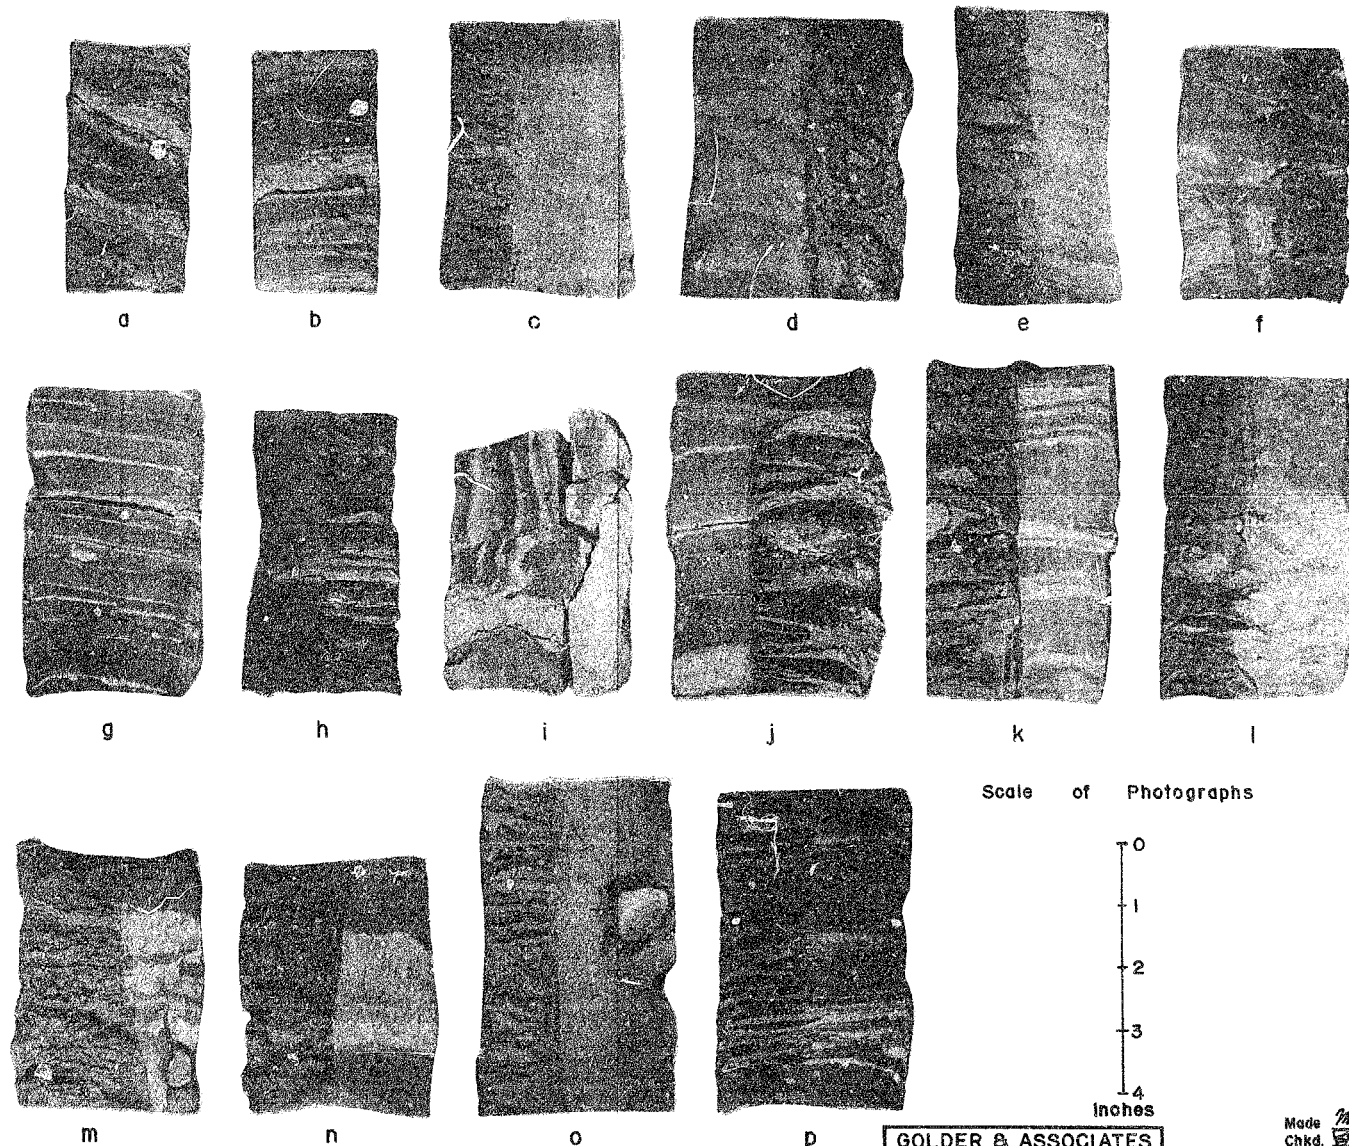 a b c d e f
g h i j k l
Scale of Photographs
0
1
2
3
4
Inches
m n o p
GOLDER & ASSOCIATES
Made
Chkd.